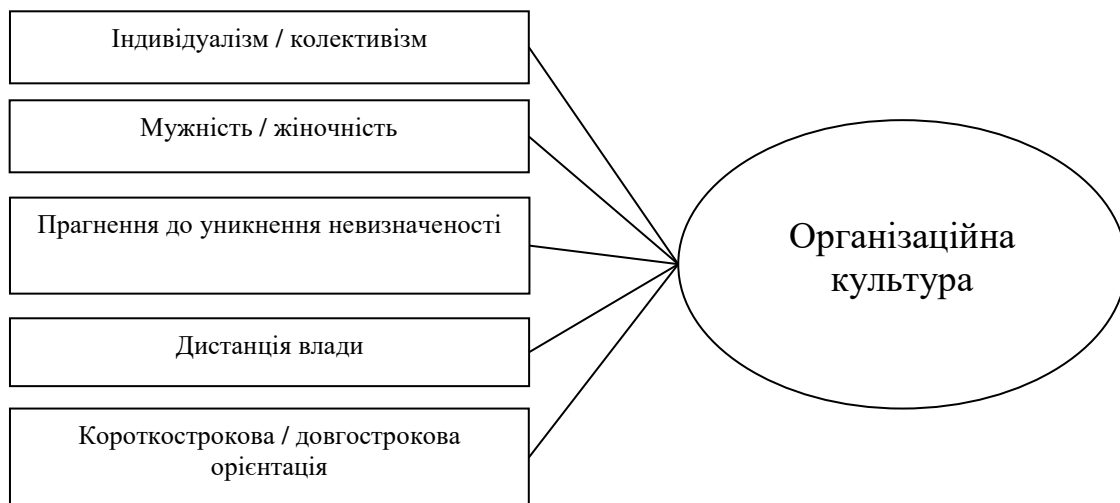 Індивідуалізм / колективізм
Мужність / жіночність
Прагнення до уникнення невизначеності
Дистанція влади
Короткострокова / довгострокова
орієнтація
Організаційна
культура